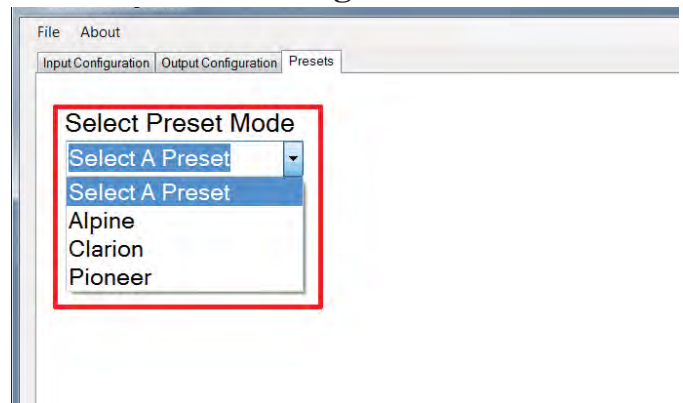 File About
Input Configuration Output Configuration Presets
Select Preset Mode
Select A Preset
Select A Preset
Alpine
Clarion
Pioneer